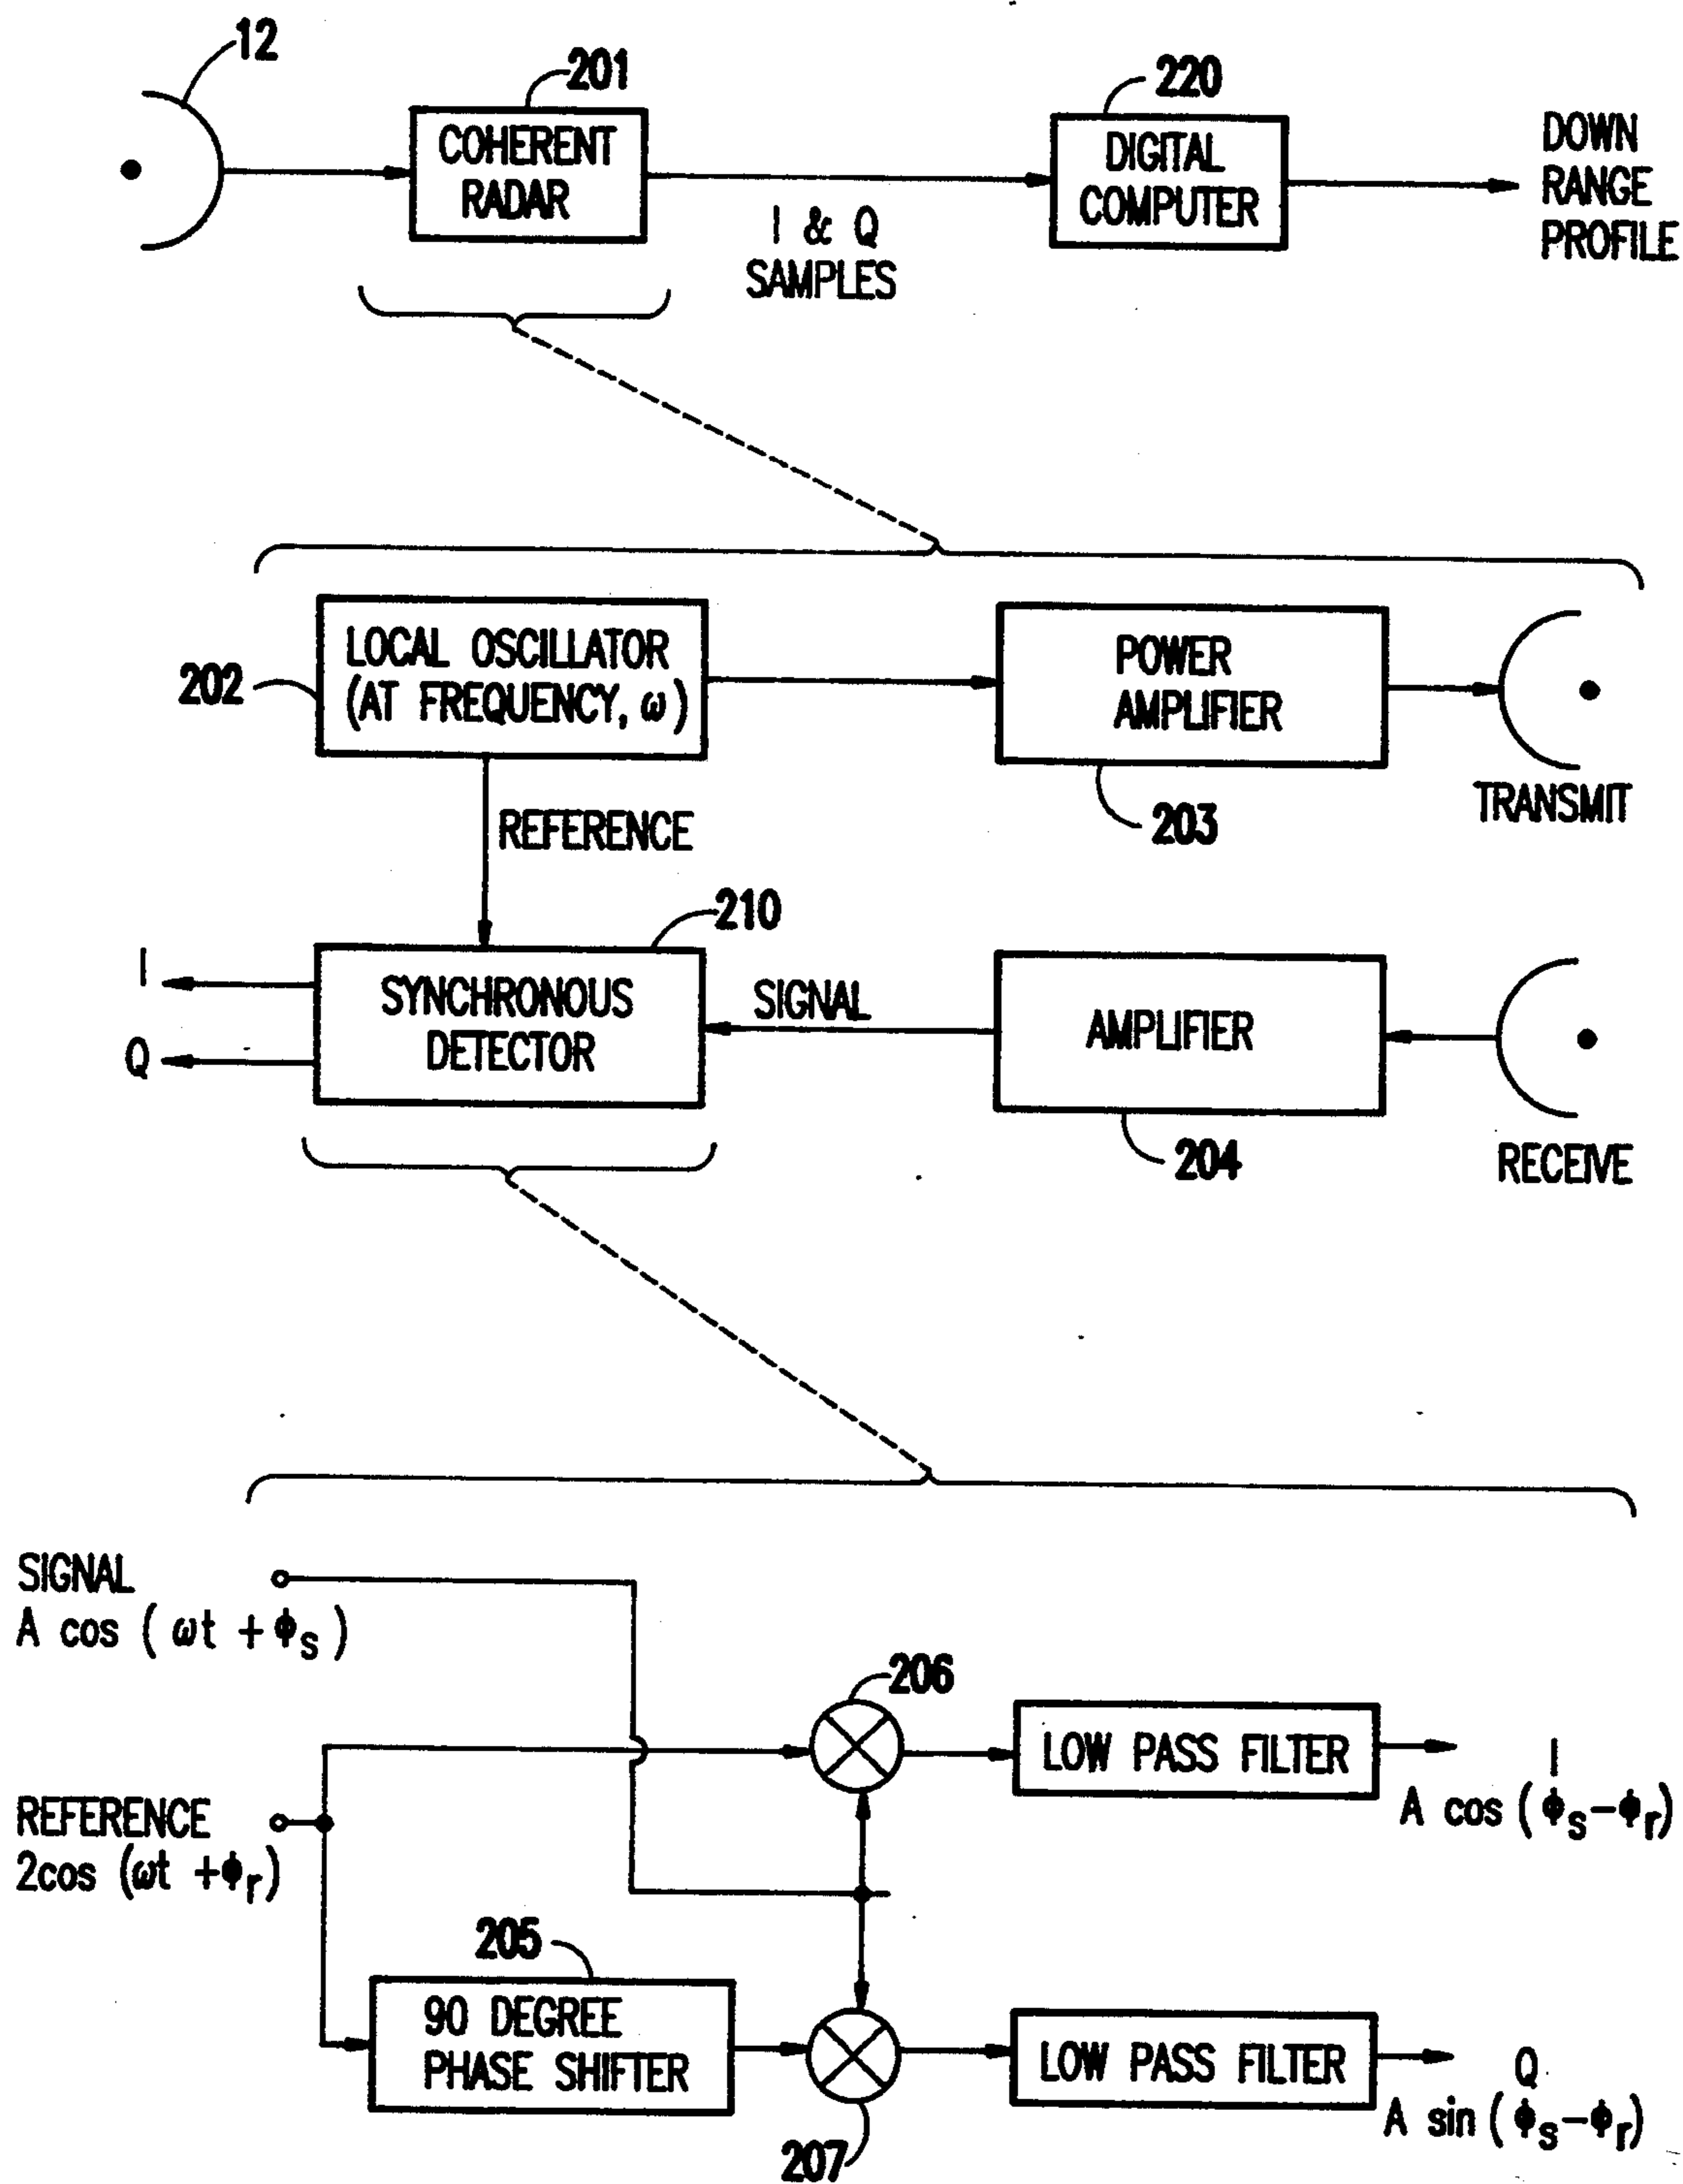 12
201
220
COHERENT
RADAR
DIGITAL
COMPUTER
DOWN
RANGE
PROFILE
I & Q
SAMPLES
202
LOCAL OSCILLATOR
(AT FREQUENCY, ω)
POWER
AMPLIFIER
203
TRANSMIT
REFERENCE
210
I
Q
SYNCHRONOUS
DETECTOR
SIGNAL
AMPLIFIER
204
RECEIVE
SIGNAL
A cos (ωt + ϕs)
206
LOW PASS FILTER
I
A cos (ϕs−ϕr)
REFERENCE
2cos (ωt +ϕr)
205
90 DEGREE
PHASE SHIFTER
207
LOW PASS FILTER
Q
A sin (ϕs−ϕr)